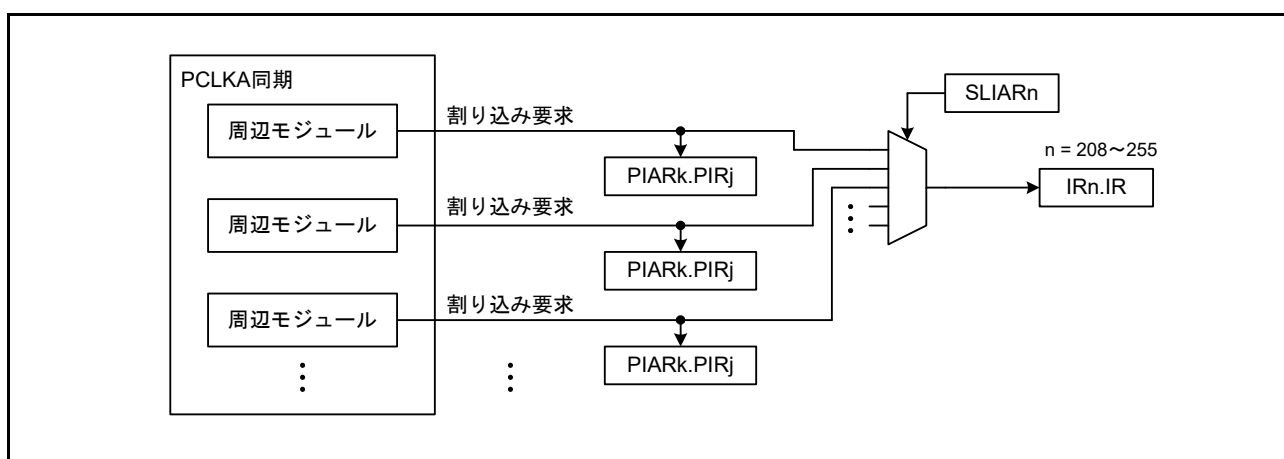 PCLKA同期
周辺モジュール
割り込み要求
PIARk.PIRj
SLIARn
n = 208～255
IRn.IR
周辺モジュール
割り込み要求
PIARk.PIRj
周辺モジュール
割り込み要求
PIARk.PIRj